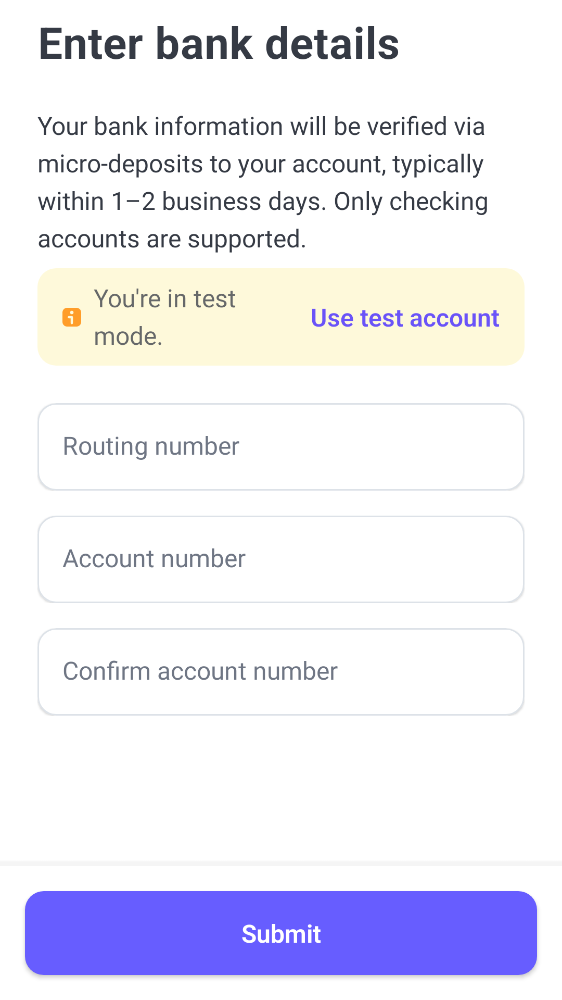 Enter bank details
Your bank information will be verified via
micro-deposits to your account, typically
within 1–2 business days. Only checking
accounts are supported.
You're in test
mode.
Use test account
Routing number
Account number
Confirm account number
Submit